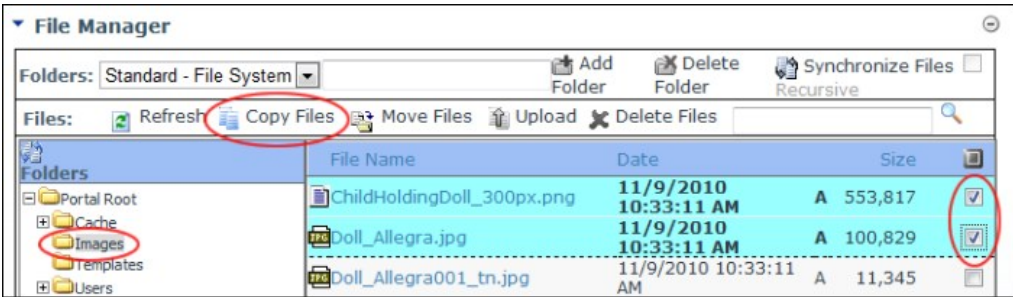 File Manager
Folders: Standard - File System Add Folder Delete Folder Synchronize Files Recursive
Files: Refresh Copy Files Move Files Upload Delete Files
Folders File Name Date Size
Portal Root
Cache
Images
Templates
Users
ChildHoldingDoll_300px.png 11/9/2010 10:33:11 AM A 553,817
Doll_Allegra.jpg 11/9/2010 10:33:11 AM A 100,829
Doll_Allegra001_tn.jpg 11/9/2010 10:33:11 AM A 11,345